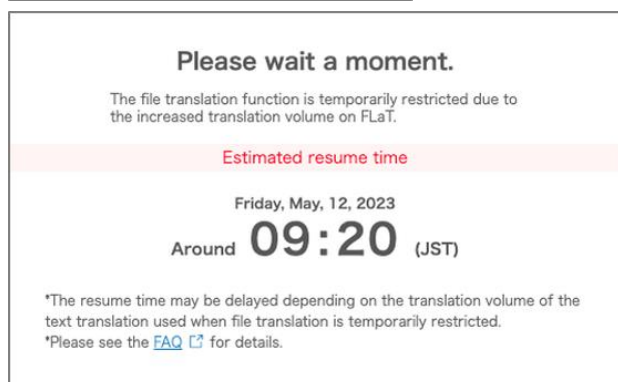 Please wait a moment.
The file translation function is temporarily restricted due to
the increased translation volume on FLaT.
Estimated resume time
Friday, May, 12, 2023
Around 09:20 (JST)
*The resume time may be delayed depending on the translation volume of the
text translation used when file translation is temporarily restricted.
*Please see the FAQ for details.